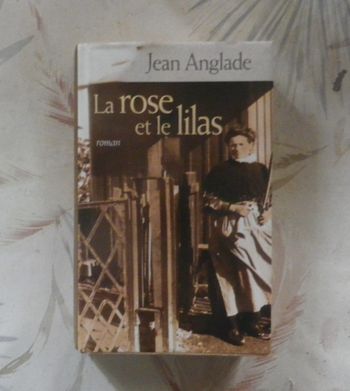 Jean Anglade
La rose
et le lilas
roman